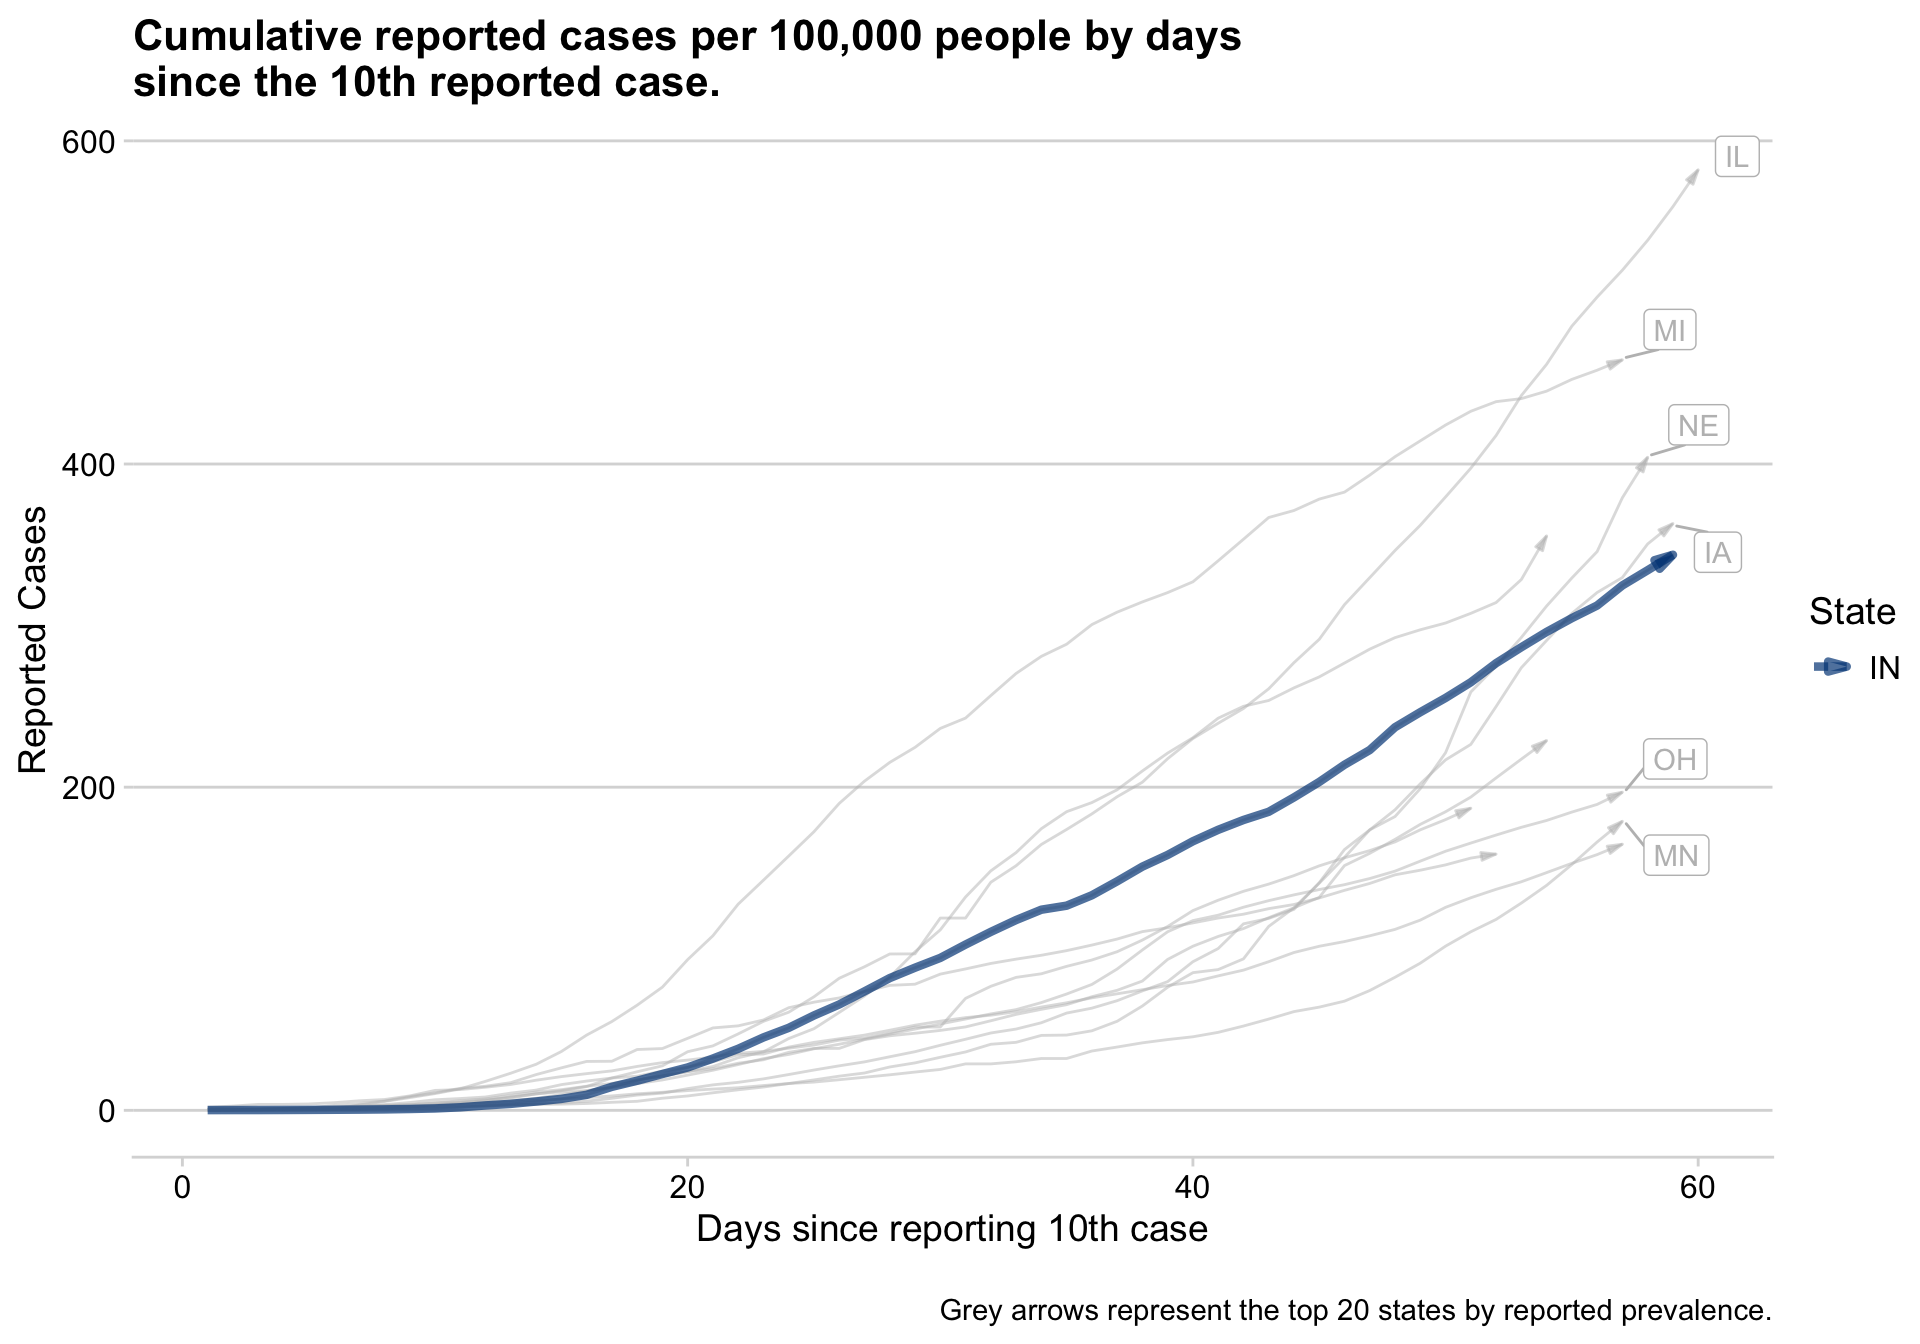 Cumulative reported cases per 100,000 people by days
since the 10th reported case.
600
400
200
0
Reported Cases
IL
MI
NE
IA
OH
MN
State
IN
0
20
40
60
Days since reporting 10th case
Grey arrows represent the top 20 states by reported prevalence.